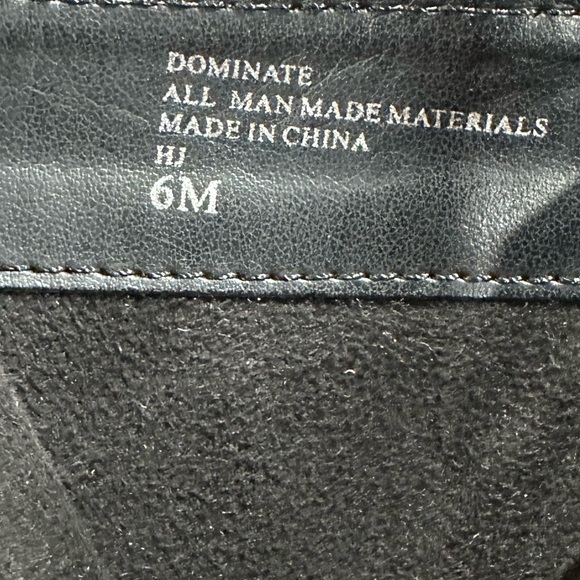 DOMINATE
ALL MAN MADE MATERIALS
MADE IN CHINA
HJ
6M